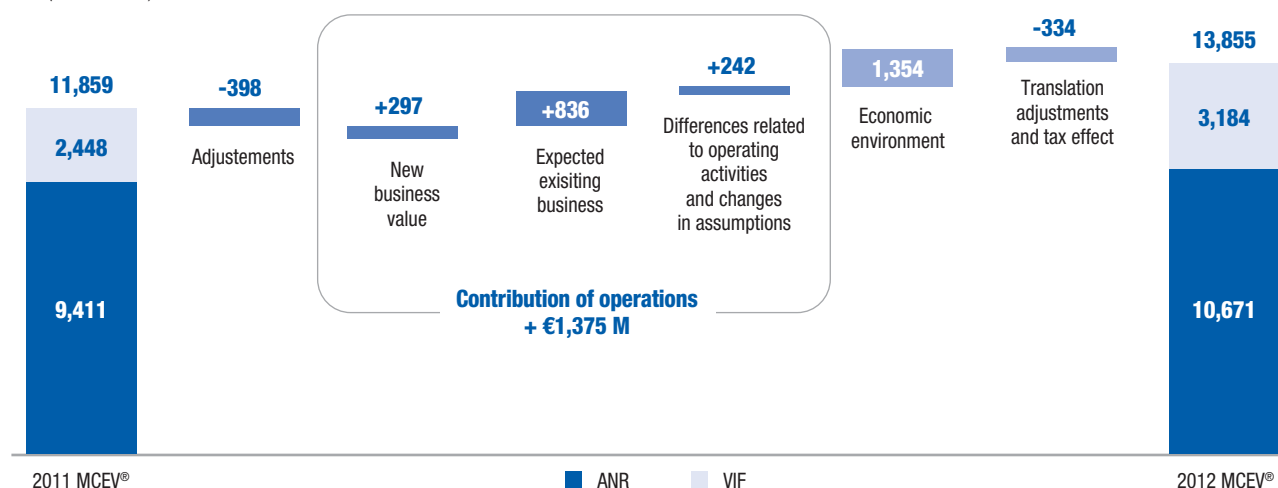 11,859
2,448
9,411
2011 MCEV®
-398
Adjustements
+297
New
business
value
+836
Expected
exisiting
business
+242
Differences related
to operating
activities
and changes
in assumptions
Contribution of operations
+ €1,375 M
1,354
Economic
environment
-334
Translation
adjustments
and tax effect
13,855
3,184
10,671
2012 MCEV®
ANR
VIF